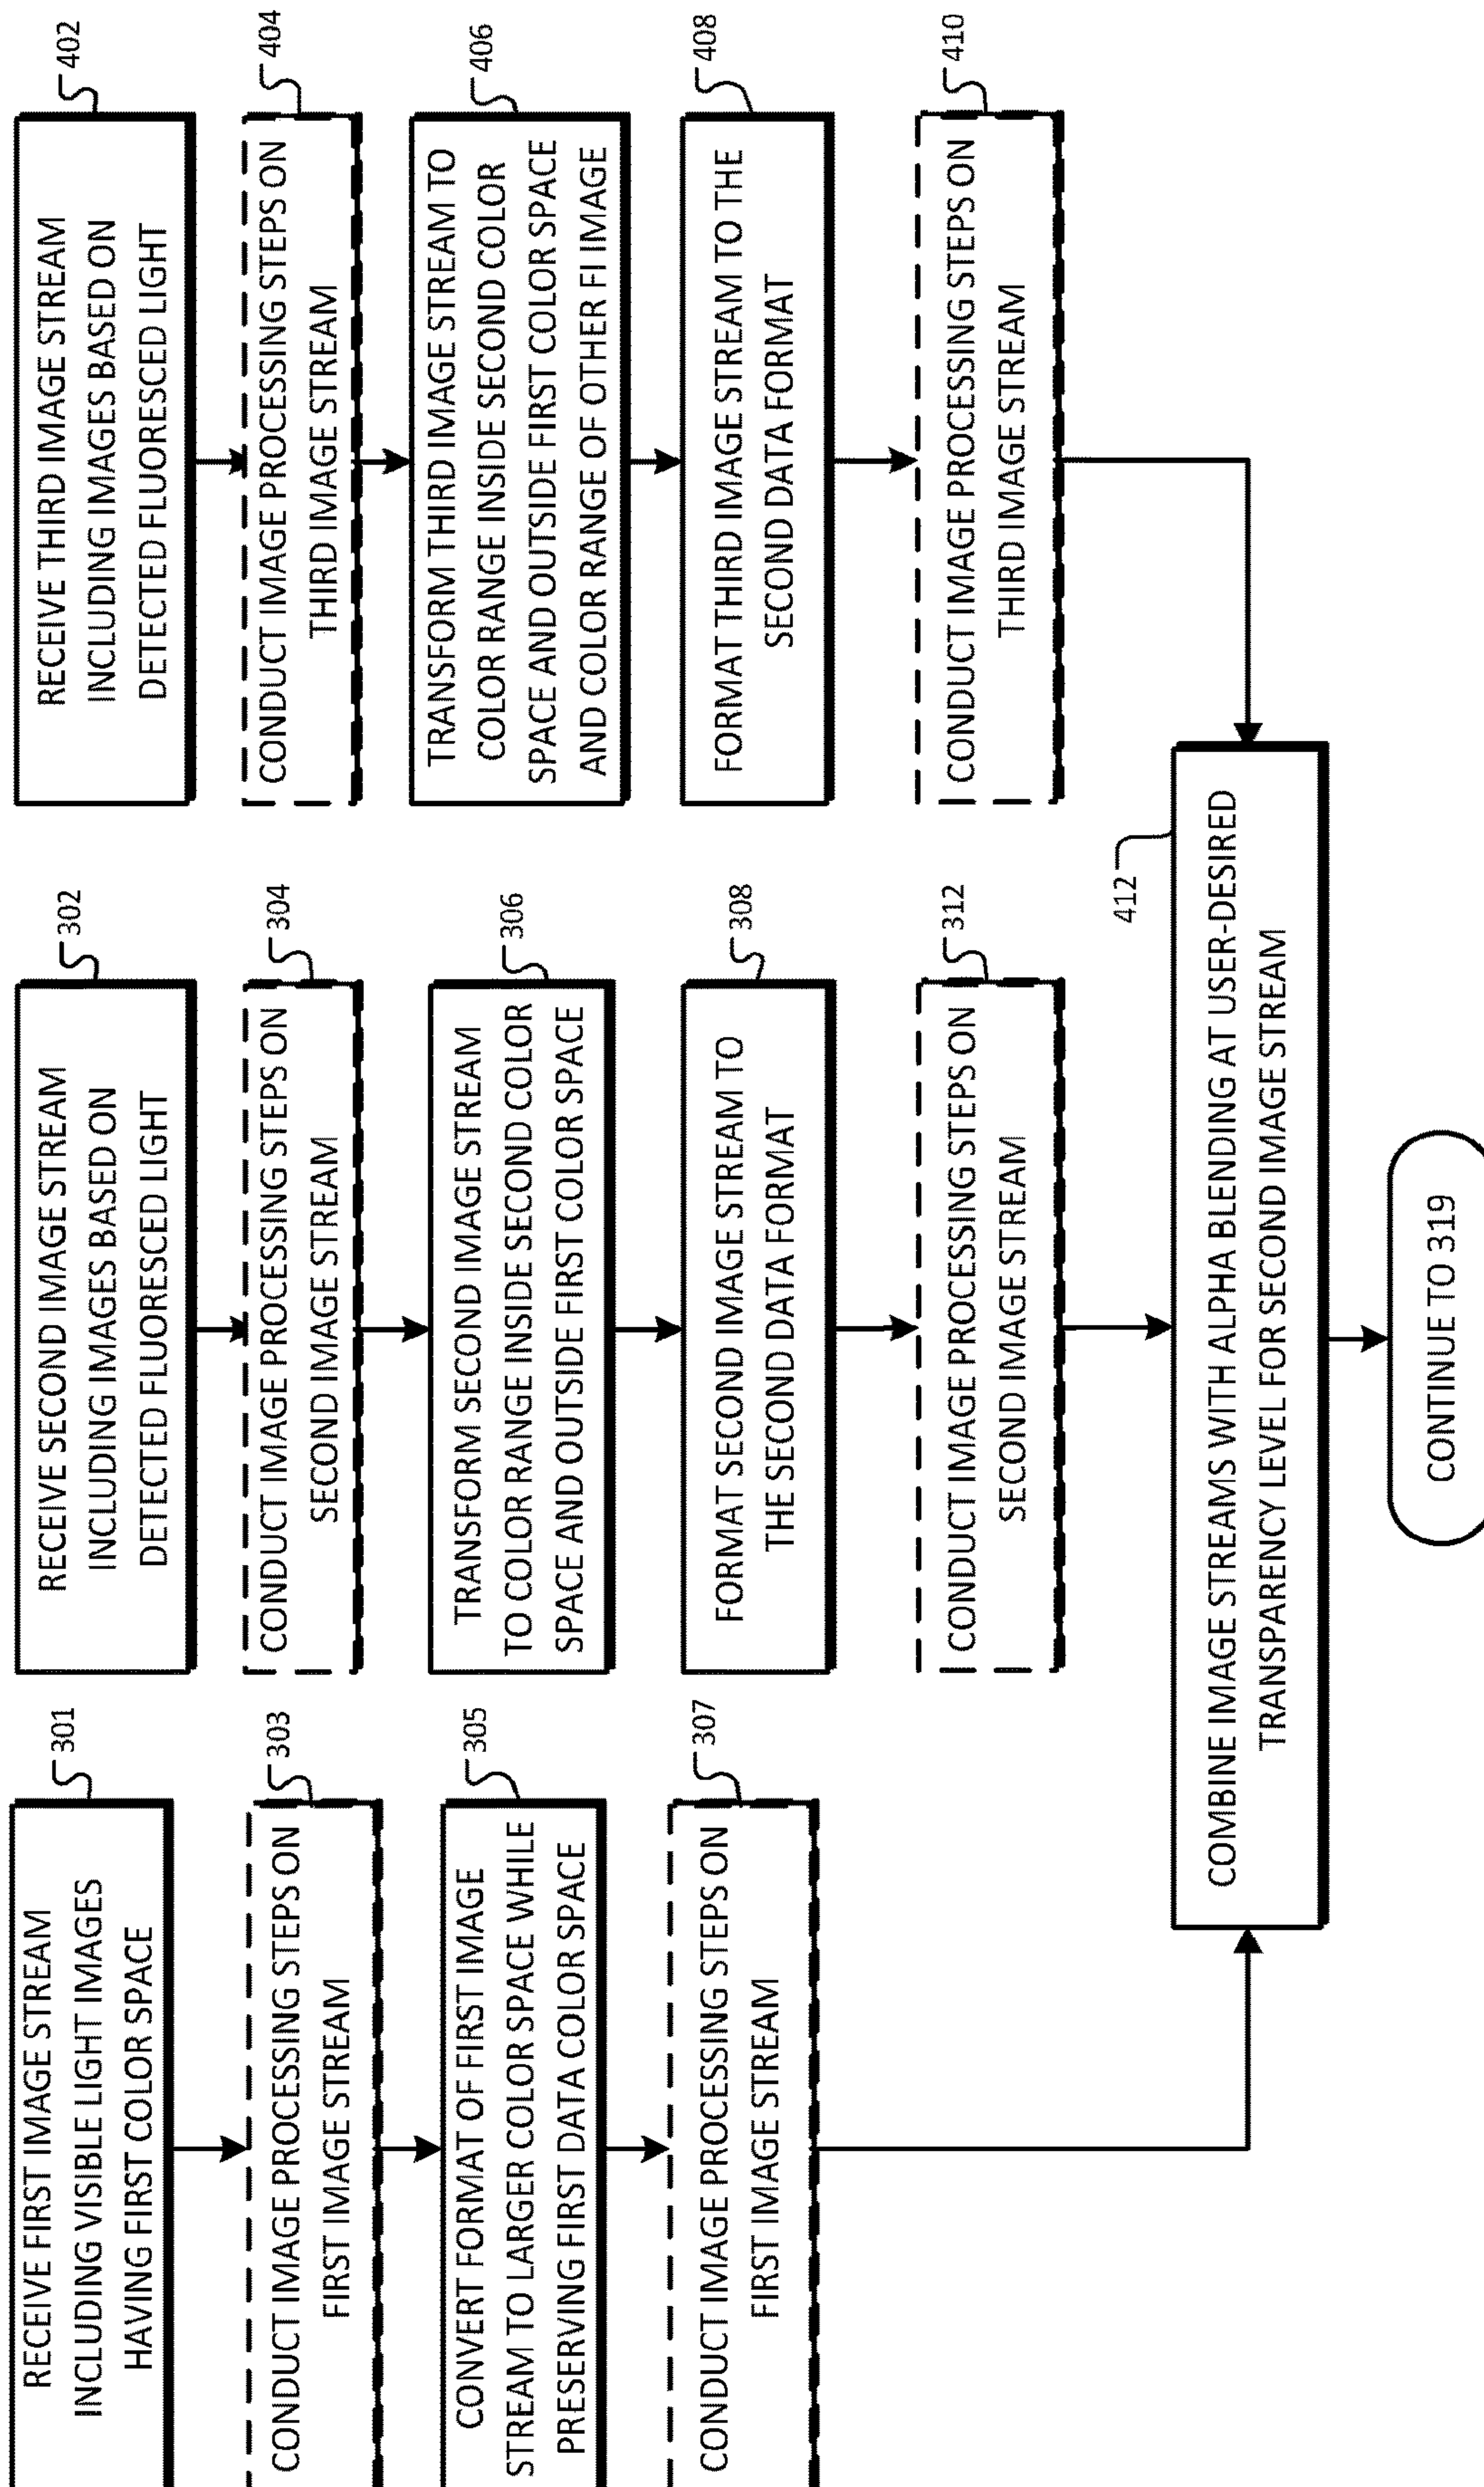 301
RECEIVE FIRST IMAGE STREAM
INCLUDING VISIBLE LIGHT IMAGES
HAVING FIRST COLOR SPACE
303
CONDUCT IMAGE PROCESSING STEPS ON
FIRST IMAGE STREAM
305
CONVERT FORMAT OF FIRST IMAGE
STREAM TO LARGER COLOR SPACE WHILE
PRESERVING FIRST DATA COLOR SPACE
307
CONDUCT IMAGE PROCESSING STEPS ON
FIRST IMAGE STREAM
302
RECEIVE SECOND IMAGE STREAM
INCLUDING IMAGES BASED ON
DETECTED FLUORESCED LIGHT
304
CONDUCT IMAGE PROCESSING STEPS ON
SECOND IMAGE STREAM
306
TRANSFORM SECOND IMAGE STREAM
TO COLOR RANGE INSIDE SECOND COLOR
SPACE AND OUTSIDE FIRST COLOR SPACE
308
FORMAT SECOND IMAGE STREAM TO
THE SECOND DATA FORMAT
312
CONDUCT IMAGE PROCESSING STEPS ON
SECOND IMAGE STREAM
402
RECEIVE THIRD IMAGE STREAM
INCLUDING IMAGES BASED ON
DETECTED FLUORESCED LIGHT
404
CONDUCT IMAGE PROCESSING STEPS ON
THIRD IMAGE STREAM
406
TRANSFORM THIRD IMAGE STREAM TO
COLOR RANGE INSIDE SECOND COLOR
SPACE AND OUTSIDE FIRST COLOR SPACE
AND COLOR RANGE OF OTHER FI IMAGE
408
FORMAT THIRD IMAGE STREAM TO THE
SECOND DATA FORMAT
410
CONDUCT IMAGE PROCESSING STEPS ON
THIRD IMAGE STREAM
412
COMBINE IMAGE STREAMS WITH ALPHA BLENDING AT USER-DESIRED
TRANSPARENCY LEVEL FOR SECOND IMAGE STREAM
CONTINUE TO 319